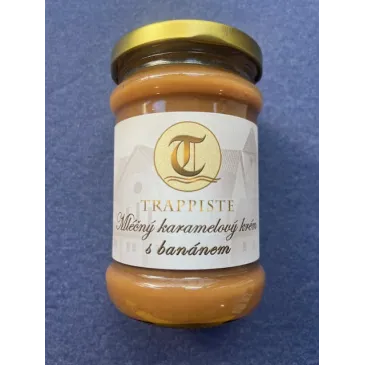 T
TRAPPISTE
Mléčný karamelový krém
s banánem